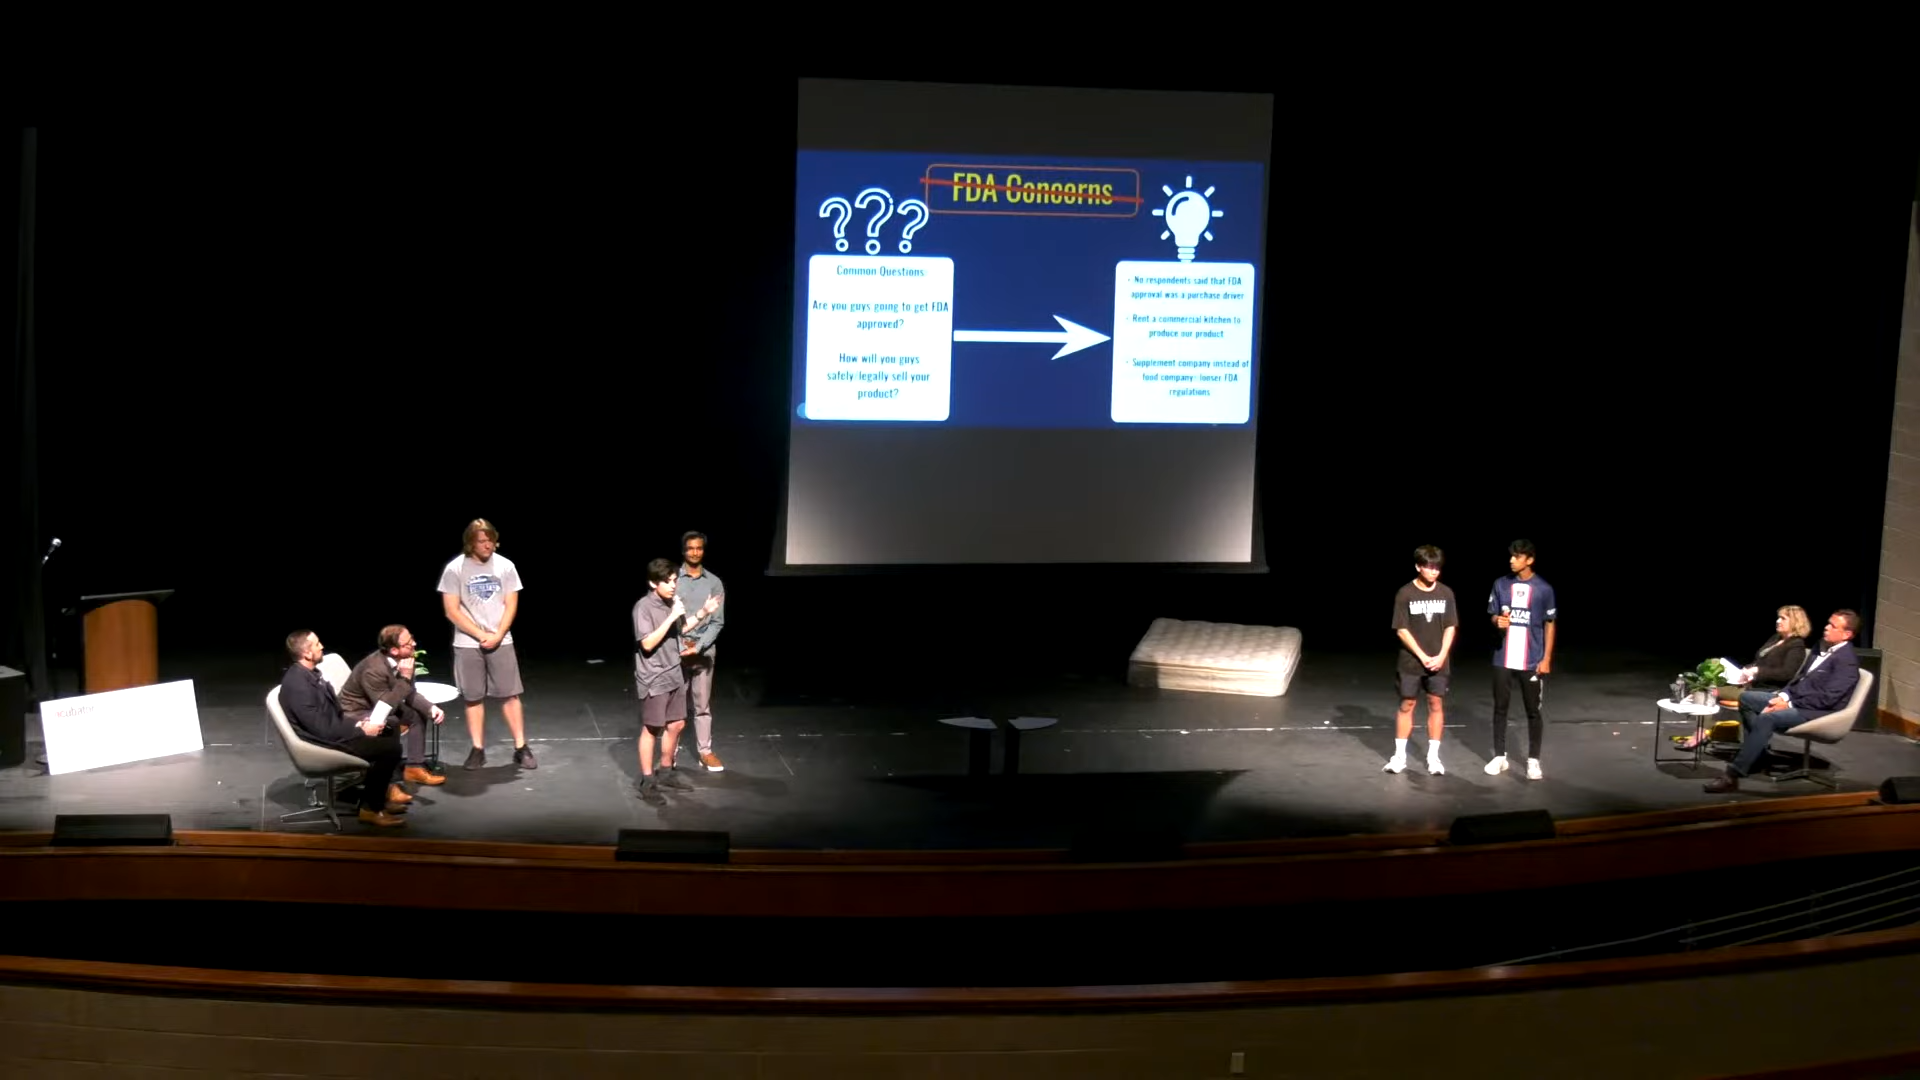 FDA Concerns
???
Common Questions
Are you guys going to get FDA
approved?
How will you guys
safely/legally sell your
product?
- No respondents said that FDA
approval was a purchase driver
- Rent a commercial kitchen to
produce our product
- Supplement company instead of
food company: looser FDA
regulations